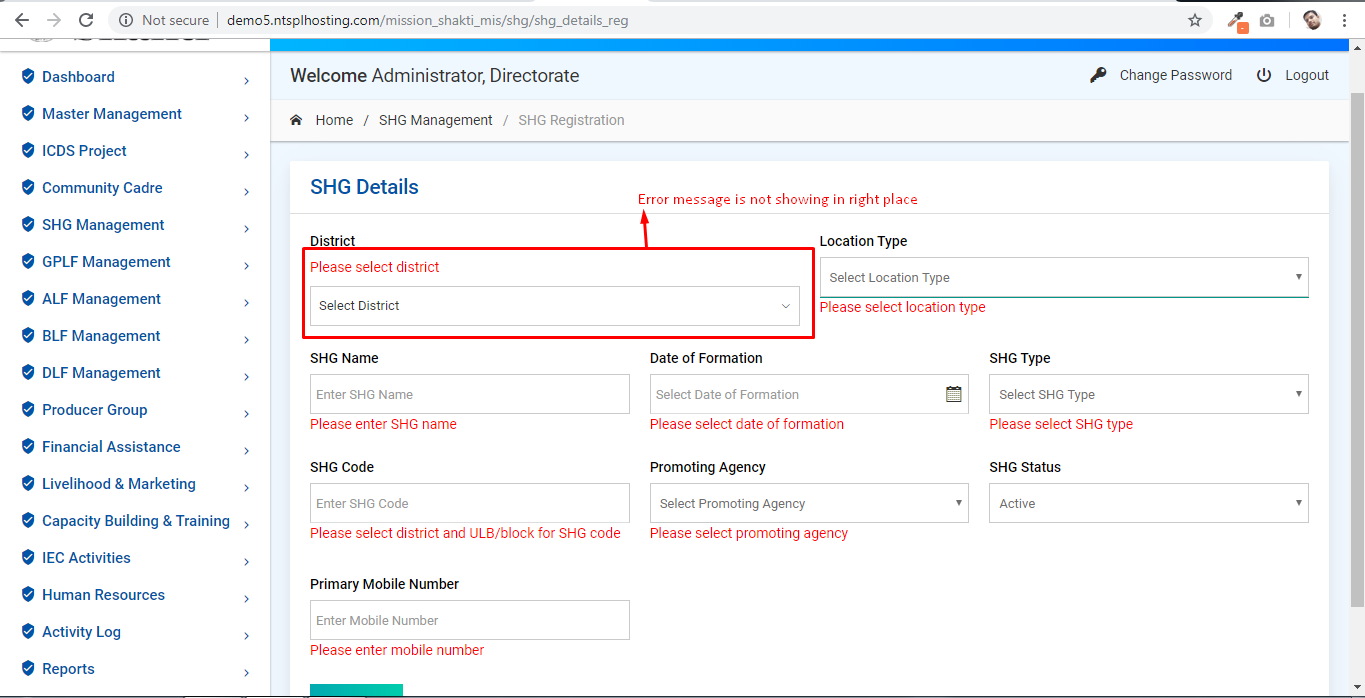 Not secure | demo5.ntsplhosting.com/mission_shakti_mis/shg/shg_details_reg
Welcome Administrator, Directorate
Change Password
Logout
Home / SHG Management / SHG Registration
Dashboard
Master Management
ICDS Project
Community Cadre
SHG Management
GPLF Management
ALF Management
BLF Management
DLF Management
Producer Group
Financial Assistance
Livelihood & Marketing
Capacity Building & Training
IEC Activities
Human Resources
Activity Log
Reports
SHG Details
Error message is not showing in right place
District
Please select district
Select District
Location Type
Select Location Type
Please select location type
SHG Name
Enter SHG Name
Please enter SHG name
Date of Formation
Select Date of Formation
Please select date of formation
SHG Type
Select SHG Type
Please select SHG type
SHG Code
Enter SHG Code
Please select district and ULB/block for SHG code
Promoting Agency
Select Promoting Agency
Please select promoting agency
SHG Status
Active
Primary Mobile Number
Enter Mobile Number
Please enter mobile number